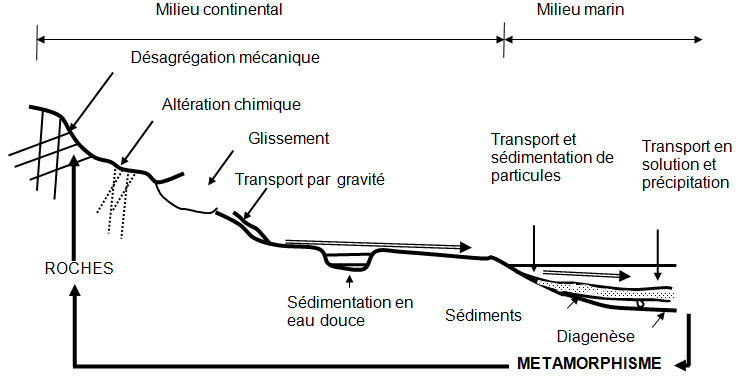 Milieu continental
Milieu marin
Désagrégation mécanique
Altération chimique
Glissement
Transport par gravité
Transport et
sédimentation de
particules
Transport en
solution et
précipitation
ROCHES
Sédimentation en
eau douce
Sédiments
Diagenèse
METAMORPHISME